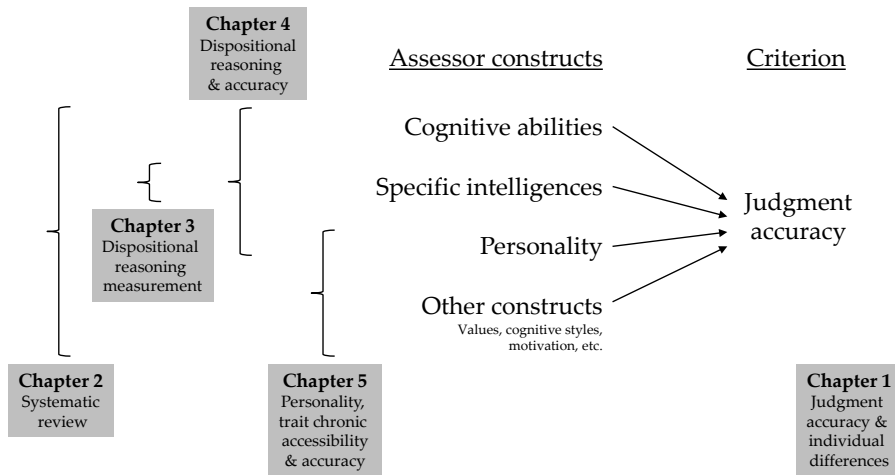 Chapter 4
Dispositional
reasoning
& accuracy
Assessor constructs
Criterion
Cognitive abilities
Specific intelligences
Personality
Other constructs
Values, cognitive styles,
motivation, etc.
Judgment
accuracy
Chapter 3
Dispositional
reasoning
measurement
Chapter 2
Systematic
review
Chapter 5
Personality,
trait chronic
accessibility
& accuracy
Chapter 1
Judgment
accuracy &
individual
differences